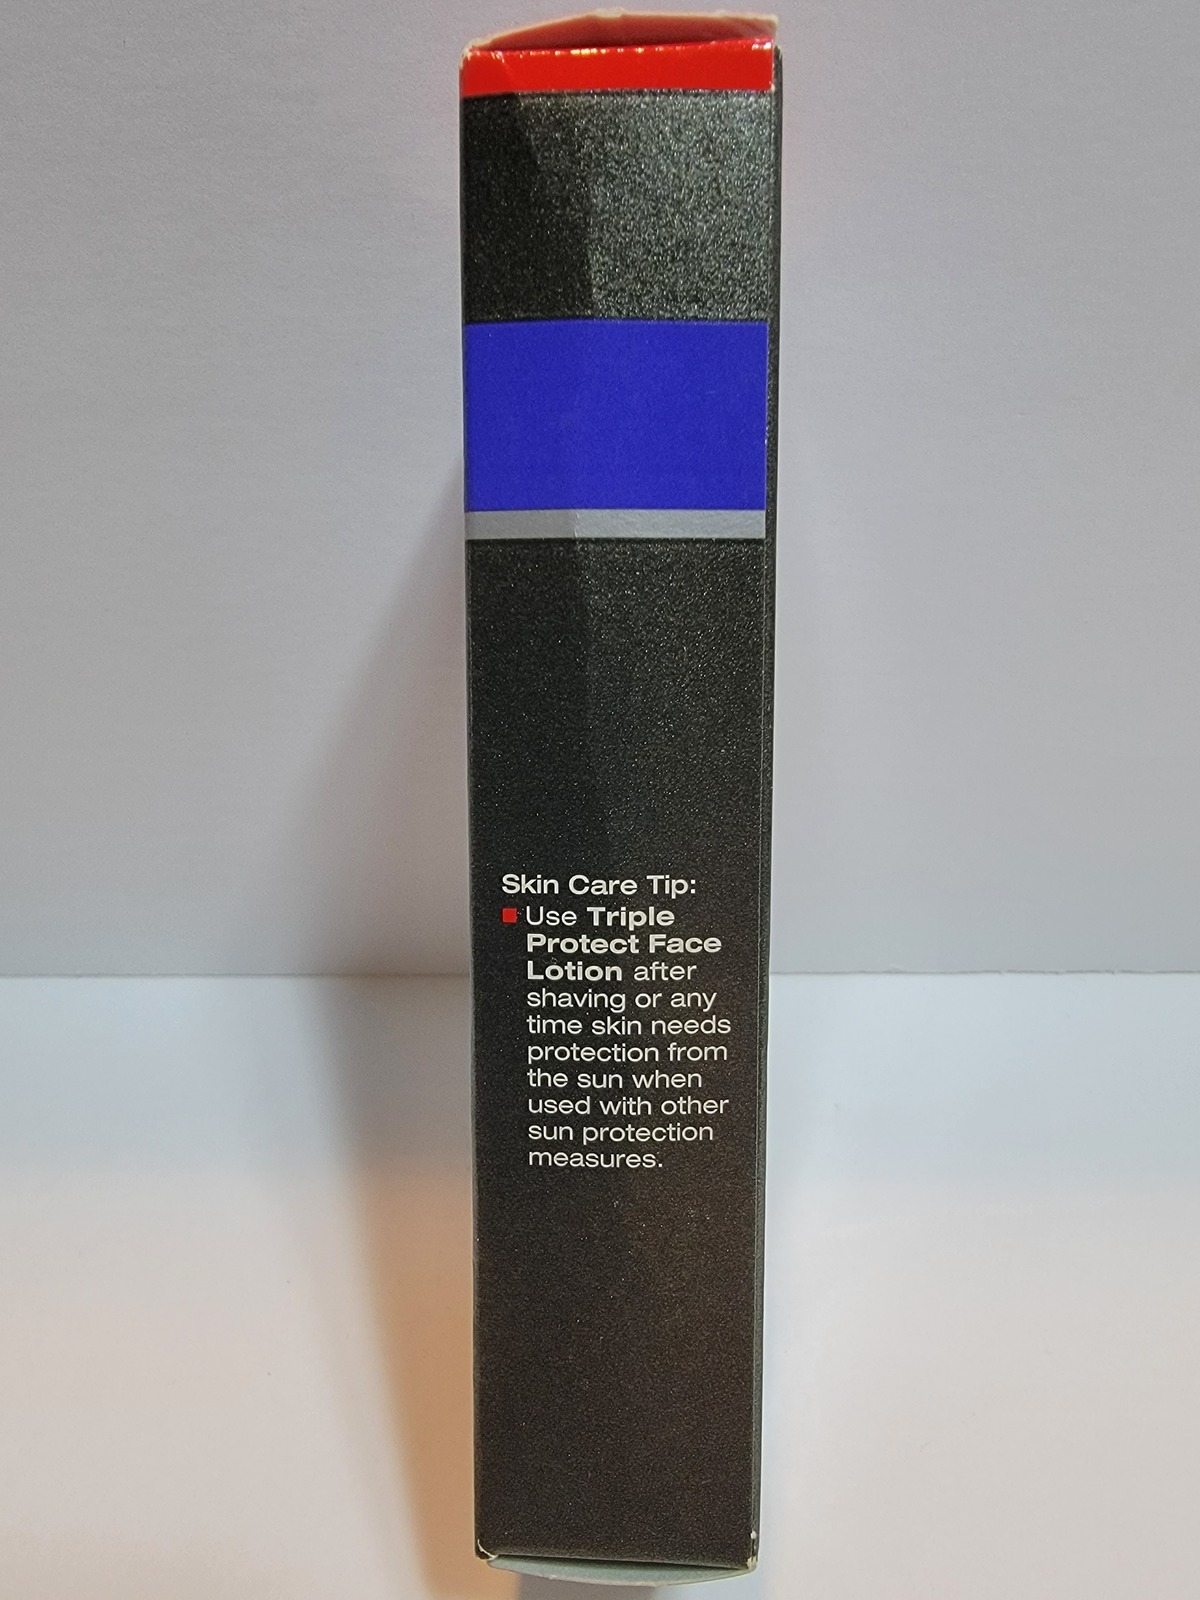 Skin Care Tip:
Use Triple
Protect Face
Lotion after
shaving or any
time skin needs
protection from
the sun when
used with other
sun protection
measures.